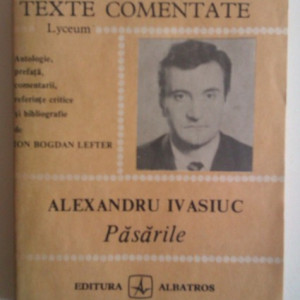 TEXTE COMENTATE
Lyceum
Antologie,
prefață,
comentarii,
referințe critice
și bibliografie
de
ION BOGDAN LEFTER
ALEXANDRU IVASIUC
Păsările
EDITURA ALBATROS